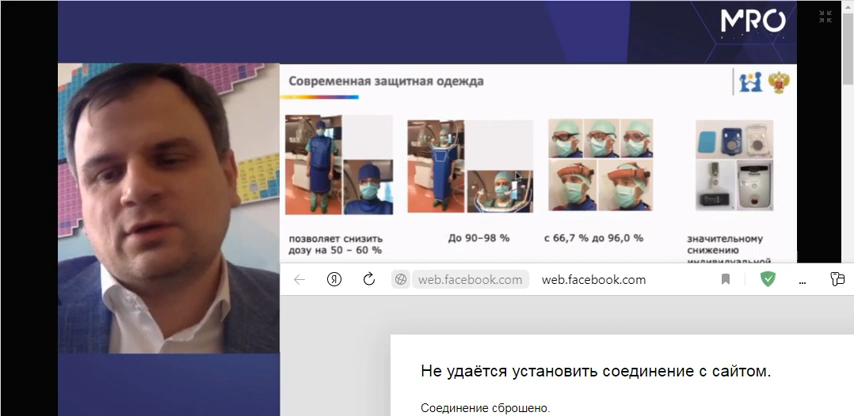 MRO
Современная защитная одежда
позволяет снизить
дозу на 50 – 60 %
До 90–98 %
с 66,7 % до 96,0 %
значительному
снижению
индивидуальной
web.facebook.com web.facebook.com
Не удаётся установить соединение с сайтом.
Соединение сброшено.